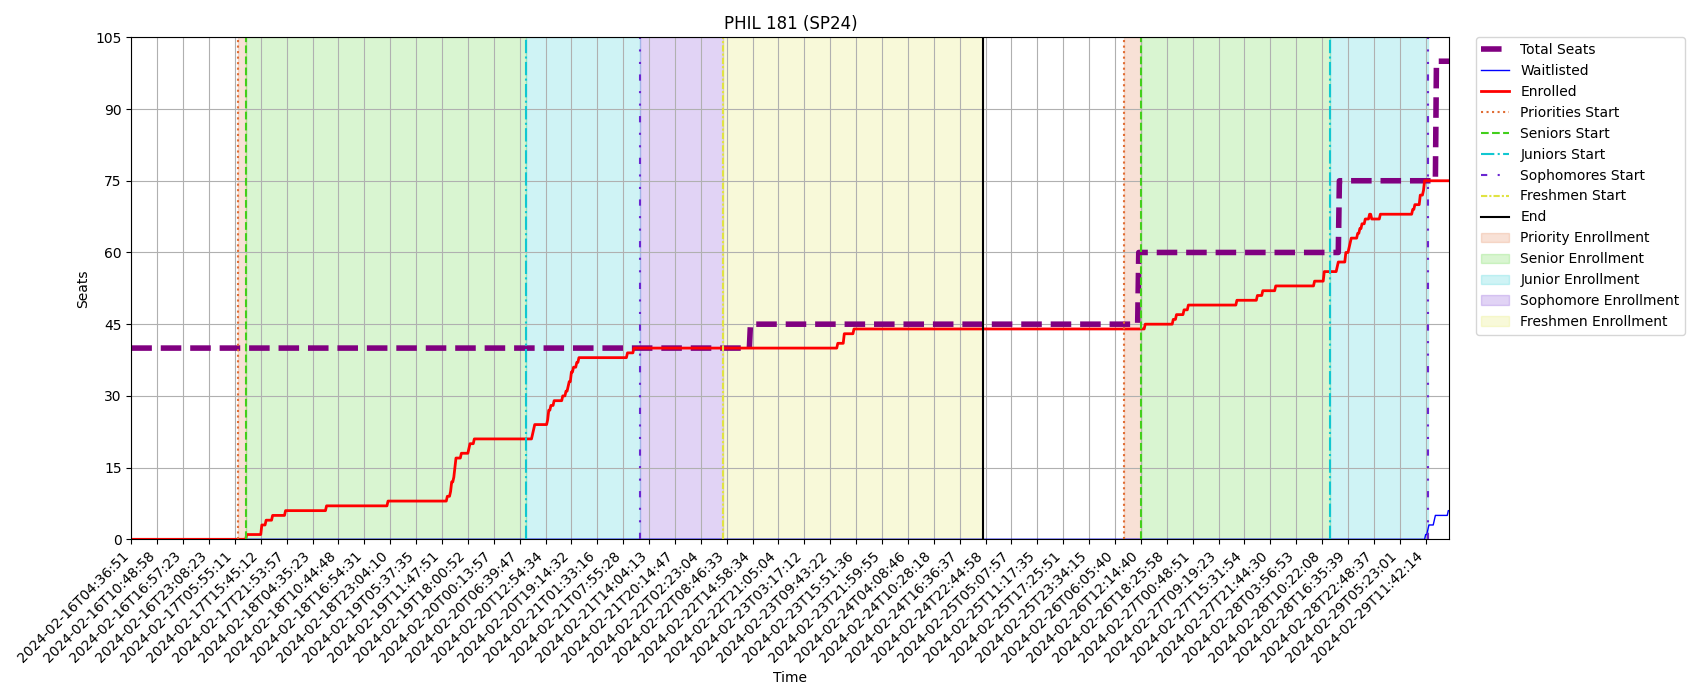 PHIL 181 (SP24)
Seats
105
90
75
60
45
30
15
0
2024-02-16T04:36:51
2024-02-16T10:48:58
2024-02-16T16:57:23
2024-02-16T23:08:23
2024-02-17T05:55:11
2024-02-17T15:45:12
2024-02-17T21:53:57
2024-02-18T04:35:23
2024-02-18T10:44:48
2024-02-18T16:54:31
2024-02-18T23:04:10
2024-02-19T05:37:35
2024-02-19T11:47:51
2024-02-19T18:00:52
2024-02-20T00:13:57
2024-02-20T06:39:47
2024-02-20T12:54:34
2024-02-20T19:14:32
2024-02-21T01:33:16
2024-02-21T07:55:28
2024-02-21T14:04:13
2024-02-21T20:14:47
2024-02-22T02:23:04
2024-02-22T08:46:33
2024-02-22T14:58:34
2024-02-22T21:05:04
2024-02-23T03:17:12
2024-02-23T09:43:22
2024-02-23T15:51:36
2024-02-23T21:59:55
2024-02-24T04:08:46
2024-02-24T10:28:18
2024-02-24T16:36:37
2024-02-24T22:44:58
2024-02-25T05:07:57
2024-02-25T11:17:35
2024-02-25T17:25:51
2024-02-25T23:34:15
2024-02-26T06:05:40
2024-02-26T12:14:40
2024-02-26T18:25:58
2024-02-27T00:48:51
2024-02-27T09:19:23
2024-02-27T15:31:54
2024-02-27T21:44:30
2024-02-28T03:56:53
2024-02-28T10:22:08
2024-02-28T16:35:39
2024-02-28T22:48:37
2024-02-29T05:23:01
2024-02-29T11:42:14
Time
Total Seats
Waitlisted
Enrolled
Priorities Start
Seniors Start
Juniors Start
Sophomores Start
Freshmen Start
End
Priority Enrollment
Senior Enrollment
Junior Enrollment
Sophomore Enrollment
Freshmen Enrollment